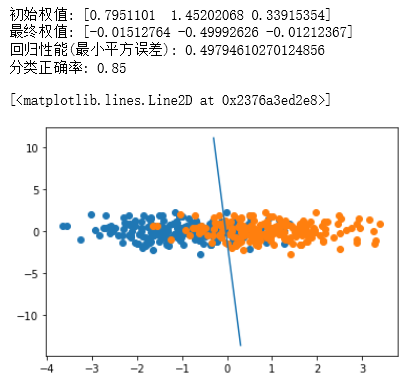 初始权值: [0.7951101  1.45202068 0.33915354]
最终权值: [-0.01512764 -0.49992626 -0.01212367]
回归性能(最小平方误差): 0.49794610270124856
分类正确率: 0.85
[<matplotlib.lines.Line2D at 0x2376a3ed2e8>]
10
5
0
−5
−10
−4 −3 −2 −1 0 1 2 3